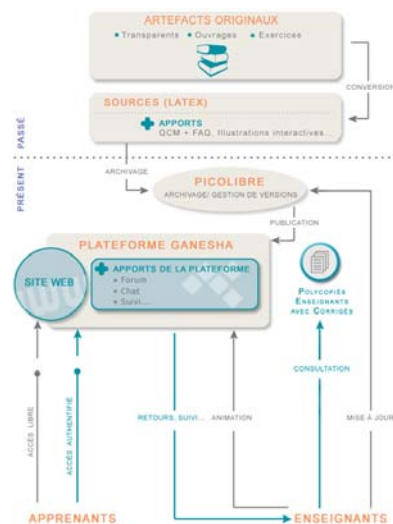 ARTEFACTS ORIGINAUX
• Transparents • Ouvrages • Exercices
CONVERSION
SOURCES (LATEX)
APPORTS
QCM + FAQ, Illustrations interactives...
PASSÉ
PRÉSENT
ARCHIVAGE
PICOLIBRE
ARCHIVAGE/ GESTION DE VERSIONS
PUBLICATION
PLATEFORME GANESHA
SITE WEB
APPORTS DE LA PLATEFORME
• Forum
• Chat
• Suivi...
POLYCOPIÉS
ENSEIGNANTS
AVEC CORRIGÉS
CONSULTATION
RETOURS, SUIVI...
ANIMATION
MISE À JOUR
ACCÈS LIBRE
ACCÈS AUTHENTIFIÉ
APPRENANTS
ENSEIGNANTS